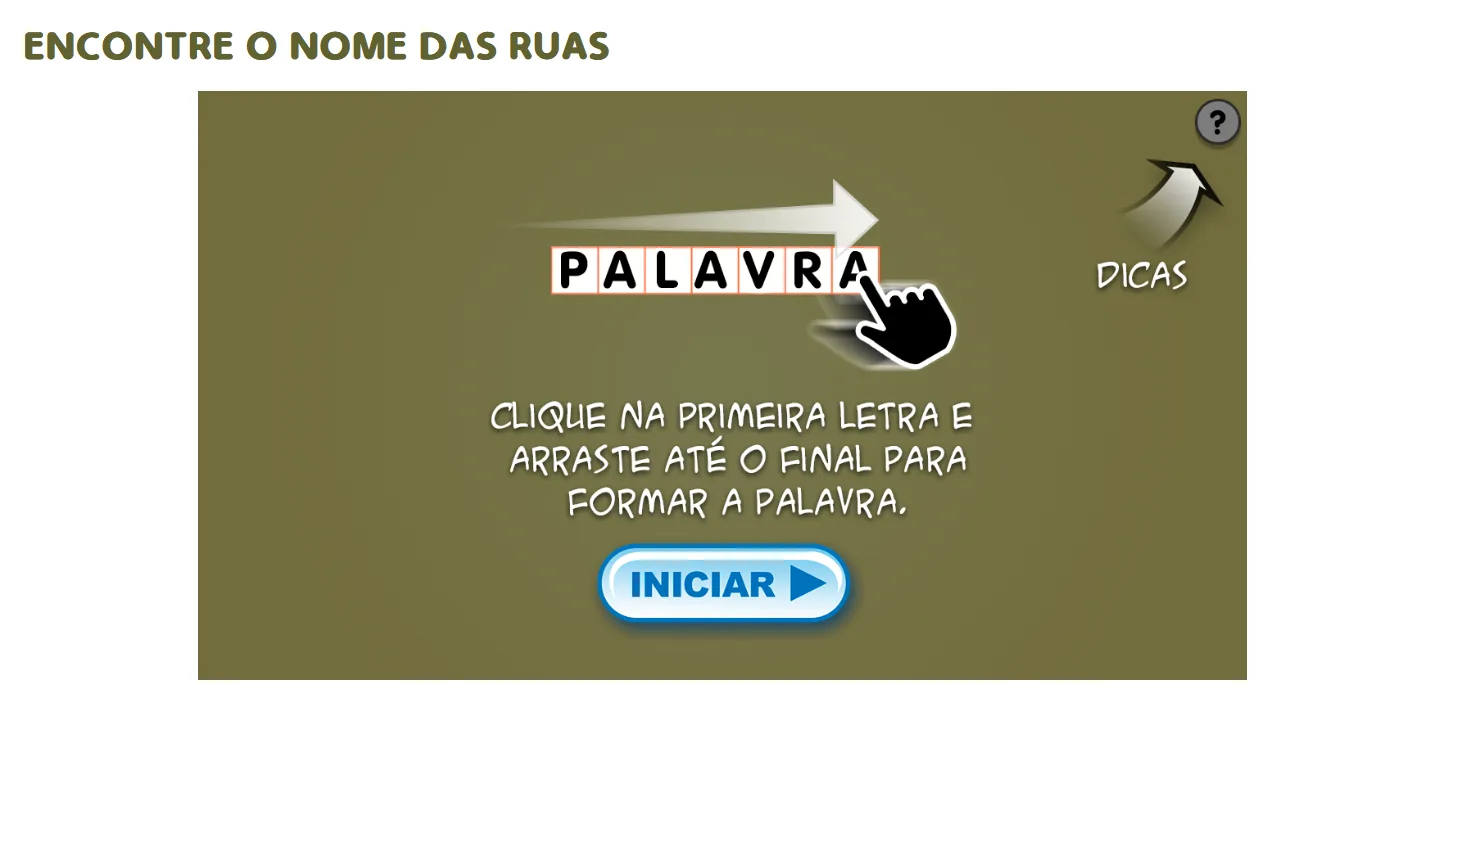 ENCONTRE O NOME DAS RUAS
?
PALAVRA
DICAS
CLIQUE NA PRIMEIRA LETRA E
ARRASTE ATÉ O FINAL PARA
FORMAR A PALAVRA.
INICIAR